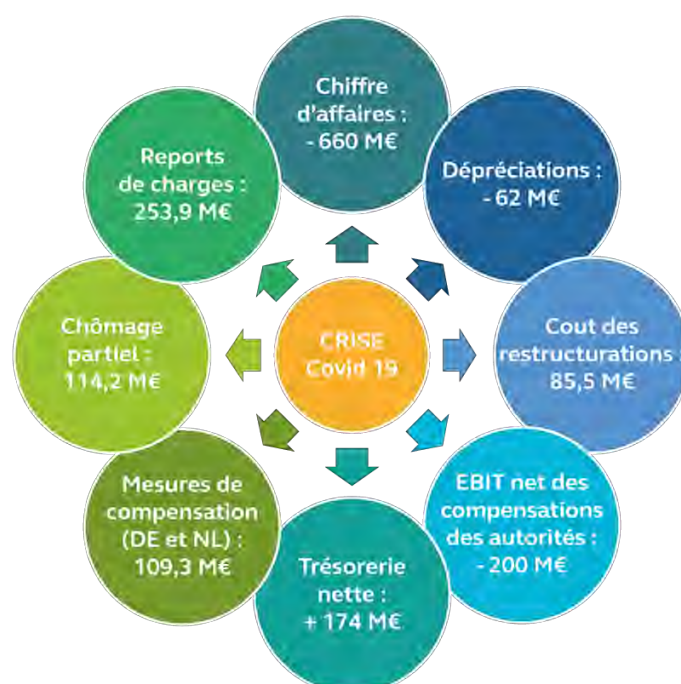 Chiffre
d'affaires :
- 660 M€
Dépréciations :
- 62 M€
Cout des
restructurations :
85,5 M€
EBIT net des
compensations
des autorités :
- 200 M€
Trésorerie
nette :
+ 174 M€
Mesures de
compensation
(DE et NL) :
109,3 M€
Chômage
partiel :
114,2 M€
Reports
de charges :
253,9 M€
CRISE
Covid 19